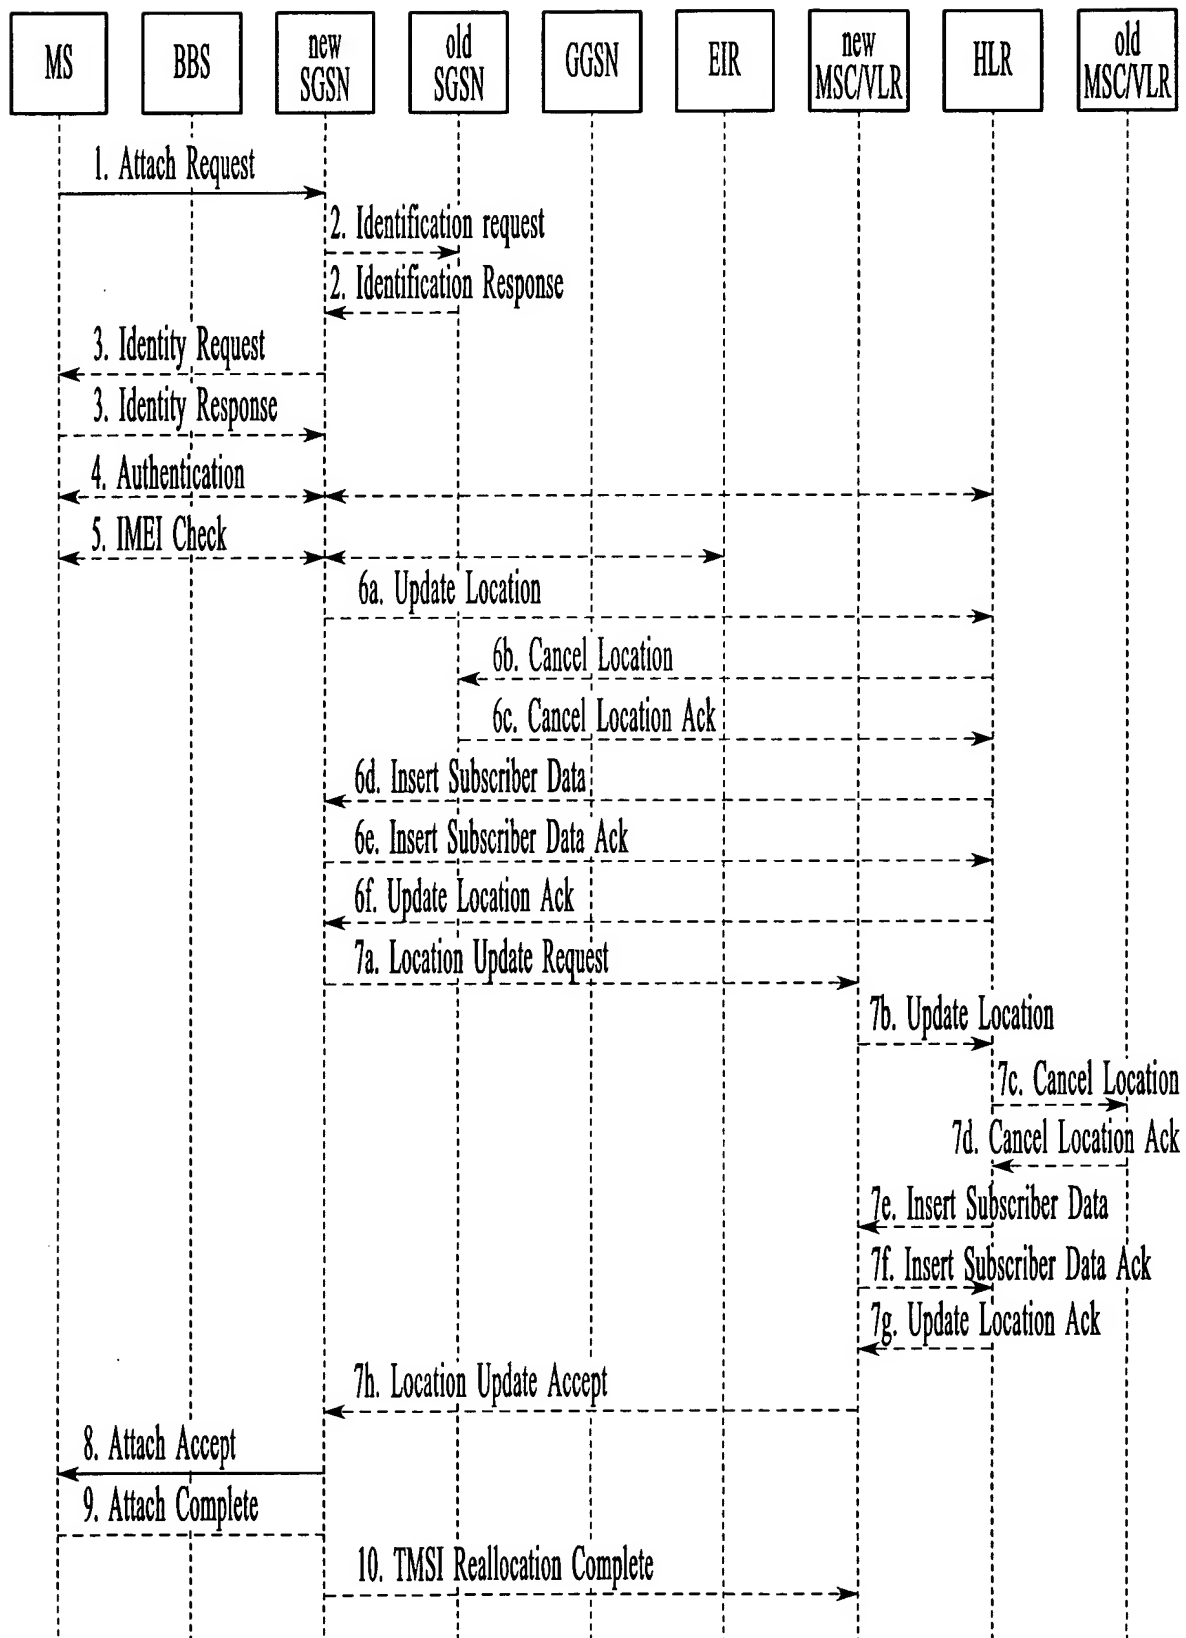 MS
BBS
new
SGSN
old
SGSN
GGSN
EIR
new
MSC/VLR
HLR
old
MSC/VLR
1. Attach Request
2. Identification request
2. Identification Response
3. Identity Request
3. Identity Response
4. Authentication
5. IMEI Check
6a. Update Location
6b. Cancel Location
6c. Cancel Location Ack
6d. Insert Subscriber Data
6e. Insert Subscriber Data Ack
6f. Update Location Ack
7a. Location Update Request
7b. Update Location
7c. Cancel Location
7d. Cancel Location Ack
7e. Insert Subscriber Data
7f. Insert Subscriber Data Ack
7g. Update Location Ack
7h. Location Update Accept
8. Attach Accept
9. Attach Complete
10. TMSI Reallocation Complete